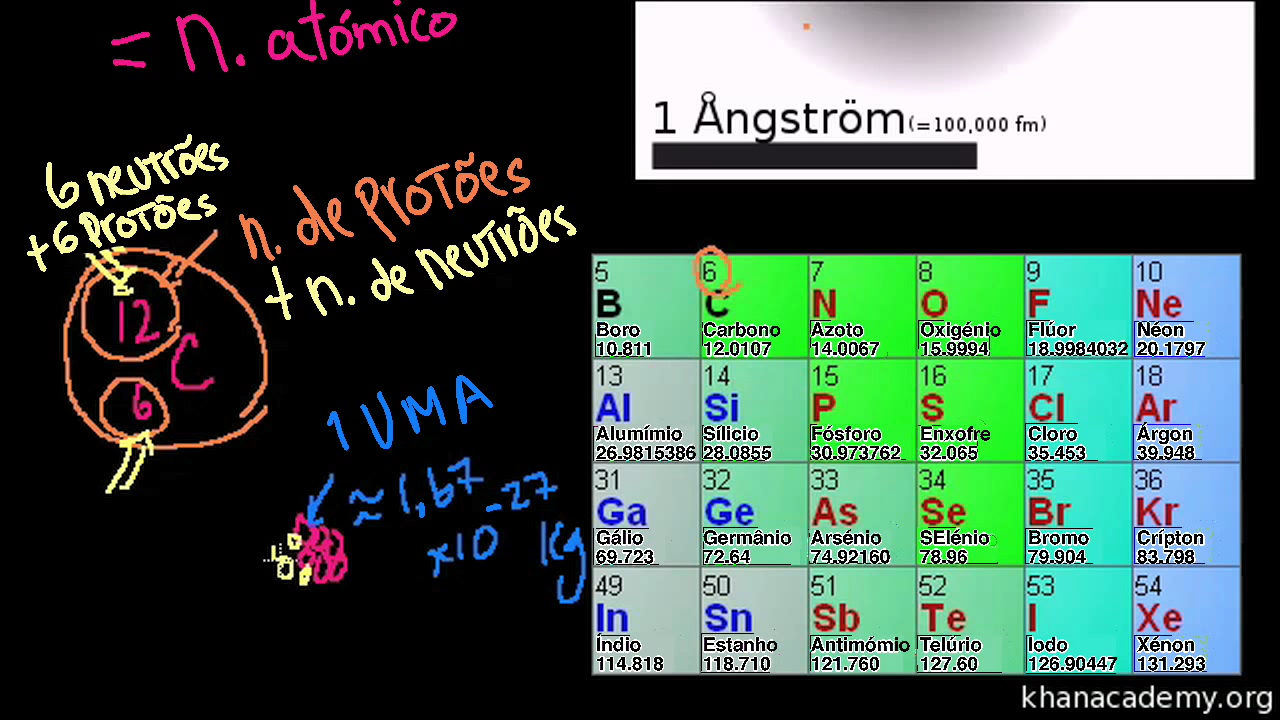 = n. atómico
1 Ångström(=100,000 fm)
6 neutrões
+6 Protões
n. de protões
+ n. de neutrões
12
C
6
1 UMA
≈ 1,67
x10 -27 Kg
5 6 7 8 9 10
B C N O F Ne
Boro Carbono Azoto Oxigénio Flúor Néon
10.811 12.0107 14.0067 15.9994 18.9984032 20.1797
13 14 15 16 17 18
Al Si P S Cl Ar
Alumímio Sílicio Fósforo Enxofre Cloro Árgon
26.9815386 28.0855 30.973762 32.065 35.453 39.948
31 32 33 34 35 36
Ga Ge As Se Br Kr
Gálio Germânio Arsénio SElénio Bromo Crípton
69.723 72.64 74.92160 78.96 79.904 83.798
49 50 51 52 53 54
In Sn Sb Te I Xe
Índio Estanho Antimómio Telúrio Iodo Xénon
114.818 118.710 121.760 127.60 126.90447 131.293
khanacademy.org